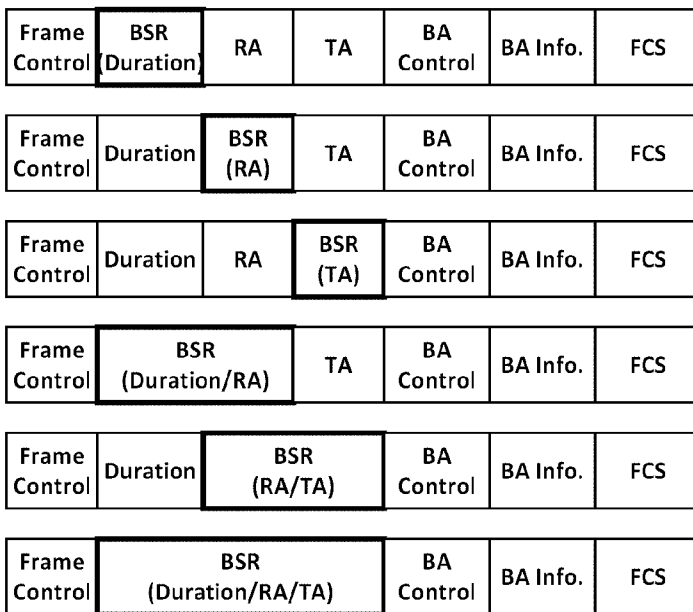 Frame Control BSR (Duration) RA TA BA Control BA Info. FCS
Frame Control Duration BSR (RA) TA BA Control BA Info. FCS
Frame Control Duration RA BSR (TA) BA Control BA Info. FCS
Frame Control BSR (Duration/RA) TA BA Control BA Info. FCS
Frame Control Duration BSR (RA/TA) BA Control BA Info. FCS
Frame Control BSR (Duration/RA/TA) BA Control BA Info. FCS